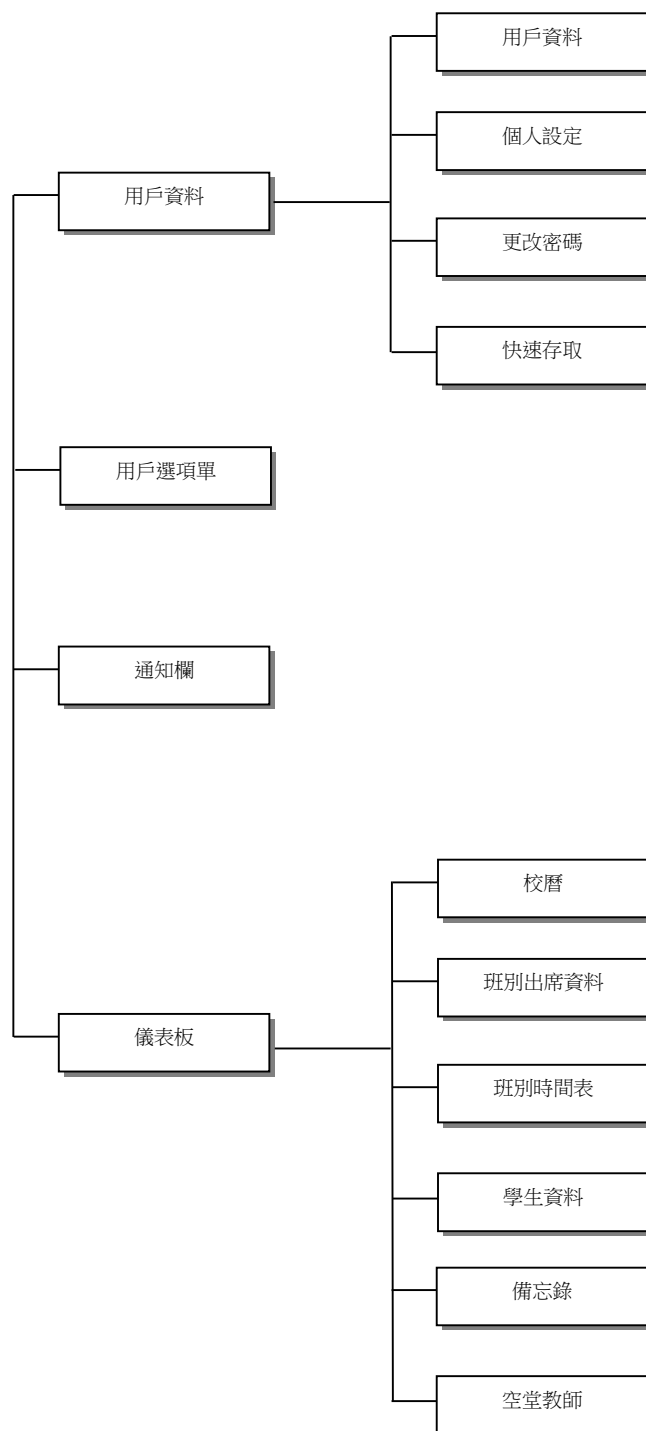 用戶資料
用戶資料
個人設定
更改密碼
快速存取
用戶選項單
通知欄
儀表板
校曆
班別出席資料
班別時間表
學生資料
備忘錄
空堂教師